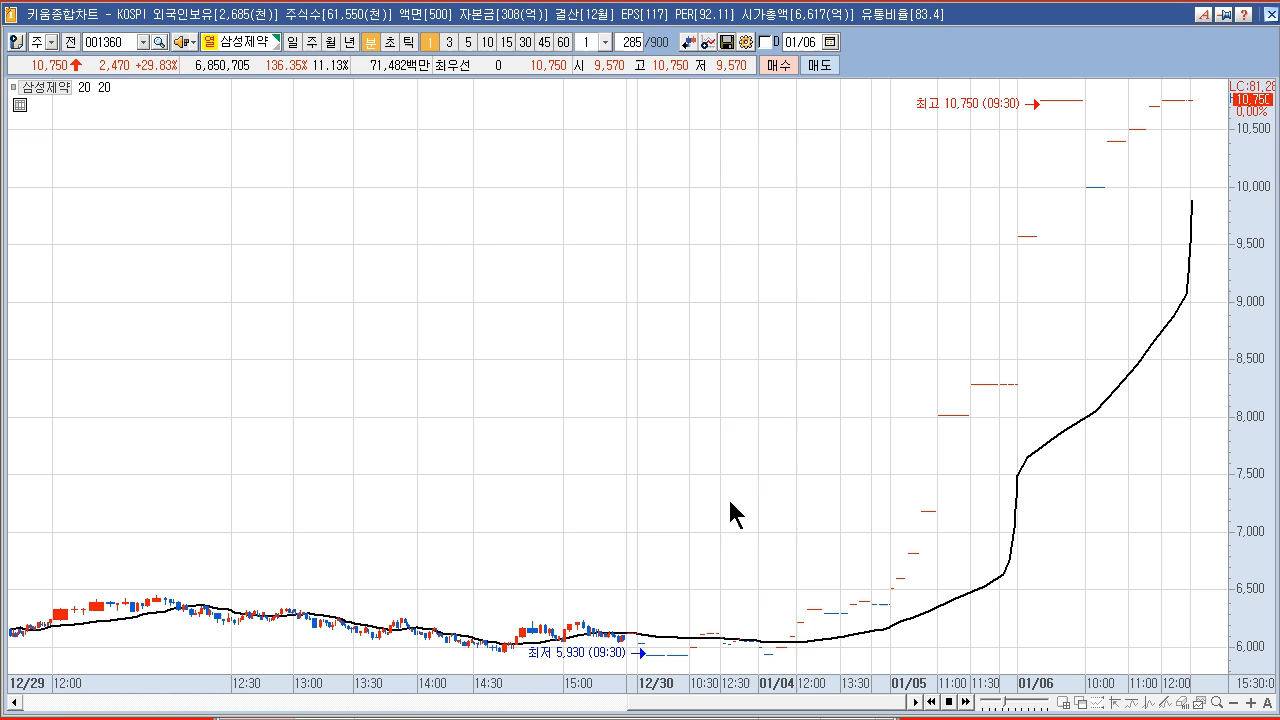 키움종합차트 - KOSPI 외국인보유[2,685(천)] 주식수[61,550(천)] 액면[500] 자본금[308(억)] 결산[12월] EPS[117] PER[92.11] 시가총액[6,617(억)] 유통비율[83.4]
주 전 001360 열 삼성제약 일 주 월 년 분 초 틱 1 3 5 10 15 30 45 60 1 285 /900 D 01/06
10,750 2,470 +29.83% 6,850,705 136.35% 11.13% 71,482백만 최우선 0 10,750 시 9,570 고 10,750 저 9,570 매수 매도
삼성제약 20 20
LC:81,28
최고 10,750 (09:30)
10,750
0,00%
10,500
10,000
9,500
9,000
8,500
8,000
7,500
7,000
6,500
6,000
최저 5,930 (09:30)
12/29 12:00 12:30 13:00 13:30 14:00 14:30 15:00 12/30 10:30 12:30 01/04 12:00 13:30 01/05 11:00 11:30 01/06 10:00 11:00 12:00 15:30:0
A